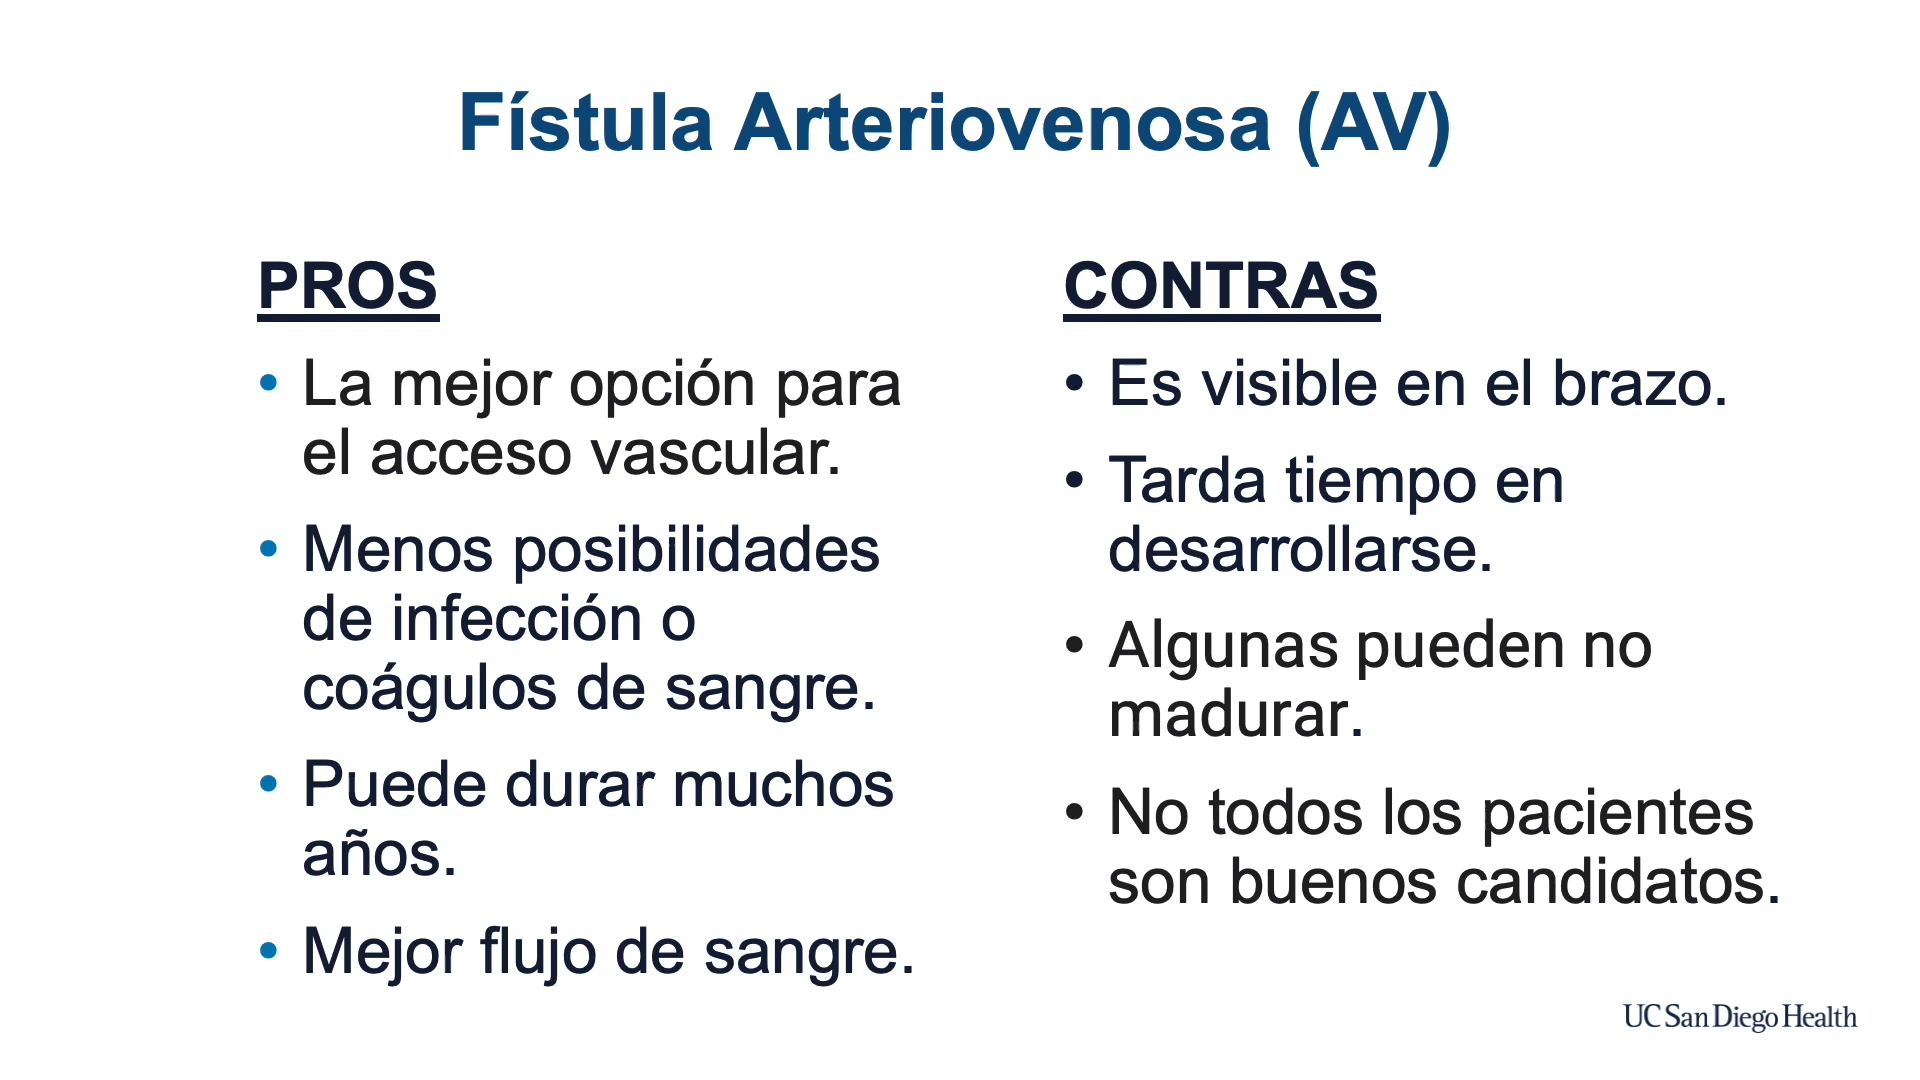 Fístula Arteriovenosa (AV)
PROS
• La mejor opción para
el acceso vascular.
• Menos posibilidades
de infección o
coágulos de sangre.
• Puede durar muchos
años.
• Mejor flujo de sangre.
CONTRAS
• Es visible en el brazo.
• Tarda tiempo en
desarrollarse.
• Algunas pueden no
madurar.
• No todos los pacientes
son buenos candidatos.
UC San Diego Health